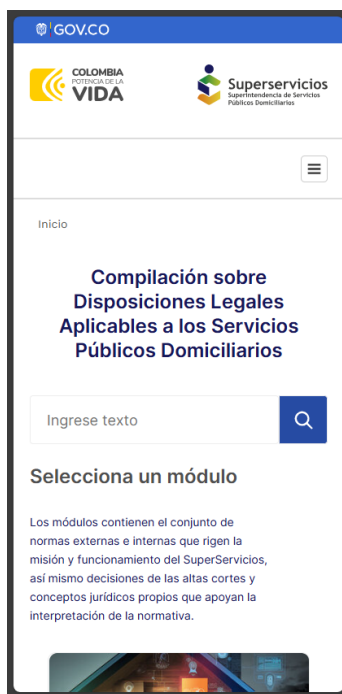 GOV.CO
COLOMBIA
POTENCIA DE LA
VIDA
Superservicios
Superintendencia de Servicios
Públicos Domiciliarios
Inicio
Compilación sobre
Disposiciones Legales
Aplicables a los Servicios
Públicos Domiciliarios
Ingrese texto
Selecciona un módulo
Los módulos contienen el conjunto de
normas externas e internas que rigen la
misión y funcionamiento del SuperServicios,
así mismo decisiones de las altas cortes y
conceptos jurídicos propios que apoyan la
interpretación de la normativa.